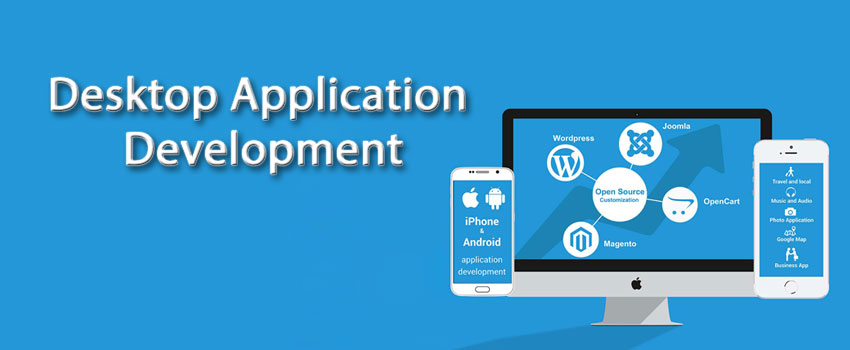 Desktop Application
Development
iPhone
&
Android
application
development
Wordpress
Joomla
Open Source
Customization
OpenCart
Magento
Travel and local
Music and Audio
Photo Application
Google Map
Business App